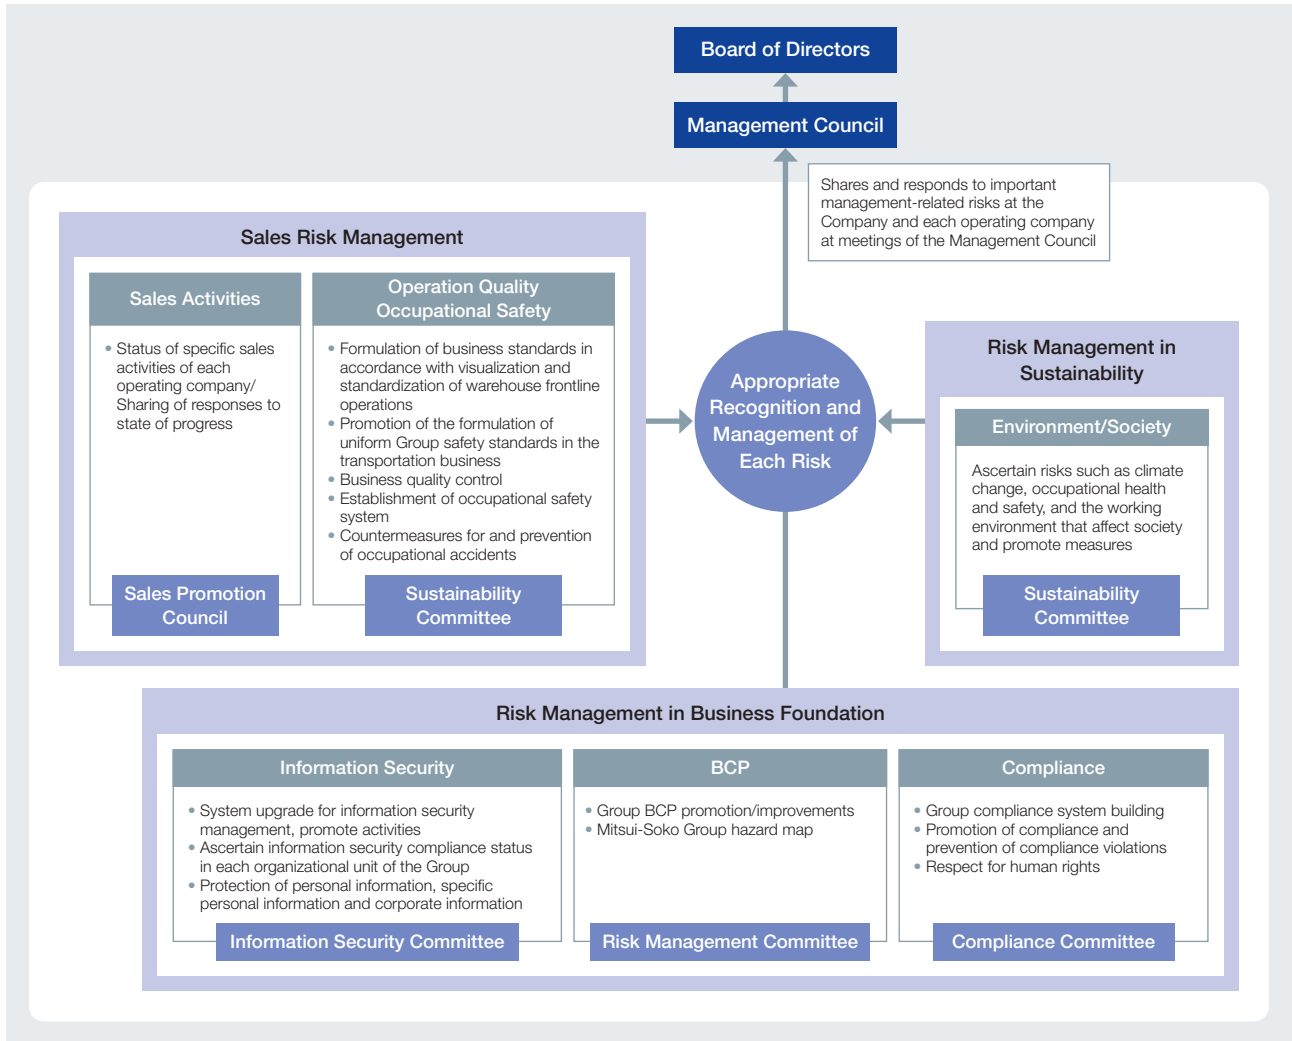 Board of Directors
Management Council
Shares and responds to important
management-related risks at the
Company and each operating company
at meetings of the Management Council
Sales Risk Management
Sales Activities
• Status of specific sales
activities of each
operating company/
Sharing of responses to
state of progress
Sales Promotion
Council
Operation Quality
Occupational Safety
• Formulation of business standards in
accordance with visualization and
standardization of warehouse frontline
operations
• Promotion of the formulation of
uniform Group safety standards in the
transportation business
• Business quality control
• Establishment of occupational safety
system
• Countermeasures for and prevention
of occupational accidents
Sustainability
Committee
Appropriate
Recognition and
Management of
Each Risk
Risk Management in
Sustainability
Environment/Society
Ascertain risks such as climate
change, occupational health
and safety, and the working
environment that affect society
and promote measures
Sustainability
Committee
Risk Management in Business Foundation
Information Security
• System upgrade for information security
management, promote activities
• Ascertain information security compliance status
in each organizational unit of the Group
• Protection of personal information, specific
personal information and corporate information
Information Security Committee
BCP
• Group BCP promotion/improvements
• Mitsui-Soko Group hazard map
Risk Management Committee
Compliance
• Group compliance system building
• Promotion of compliance and
prevention of compliance violations
• Respect for human rights
Compliance Committee